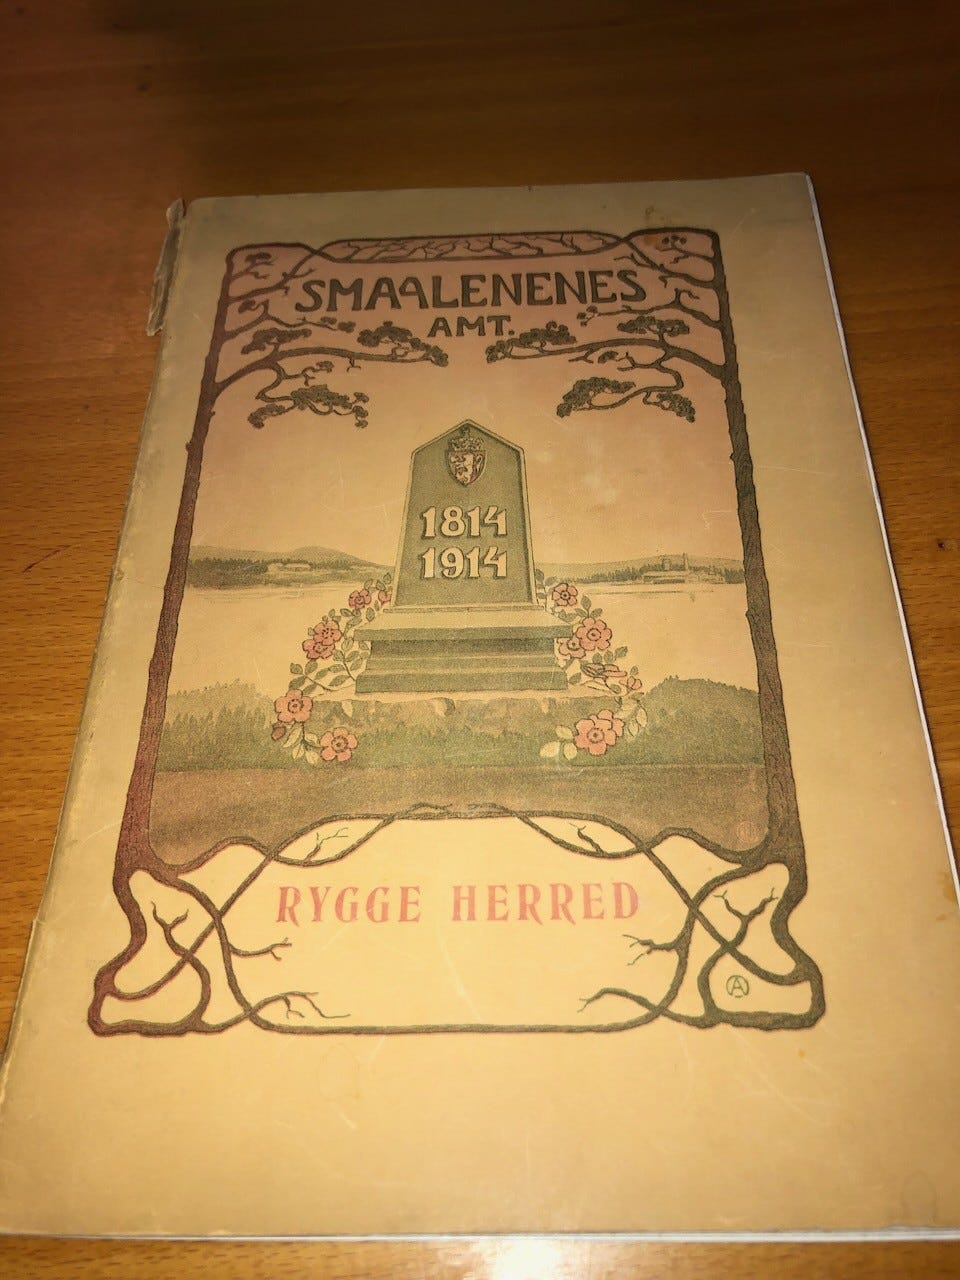 SMAALENENES
AMT.
1814
1914
RYGGE HERRED
A